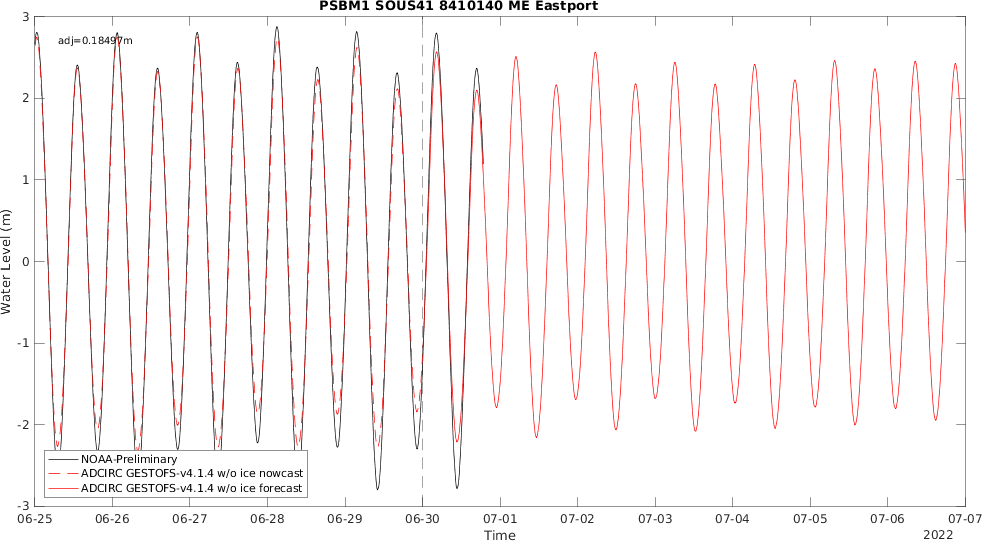 PSBM1 SOUS41 8410140 ME Eastport
adj=0.18497m
3
2
1
0
-1
-2
-3
Water Level (m)
NOAA-Preliminary
ADCIRC GESTOFS-v4.1.4 w/o ice nowcast
ADCIRC GESTOFS-v4.1.4 w/o ice forecast
06-25 06-26 06-27 06-28 06-29 06-30 07-01 07-02 07-03 07-04 07-05 07-06 07-07
Time
2022